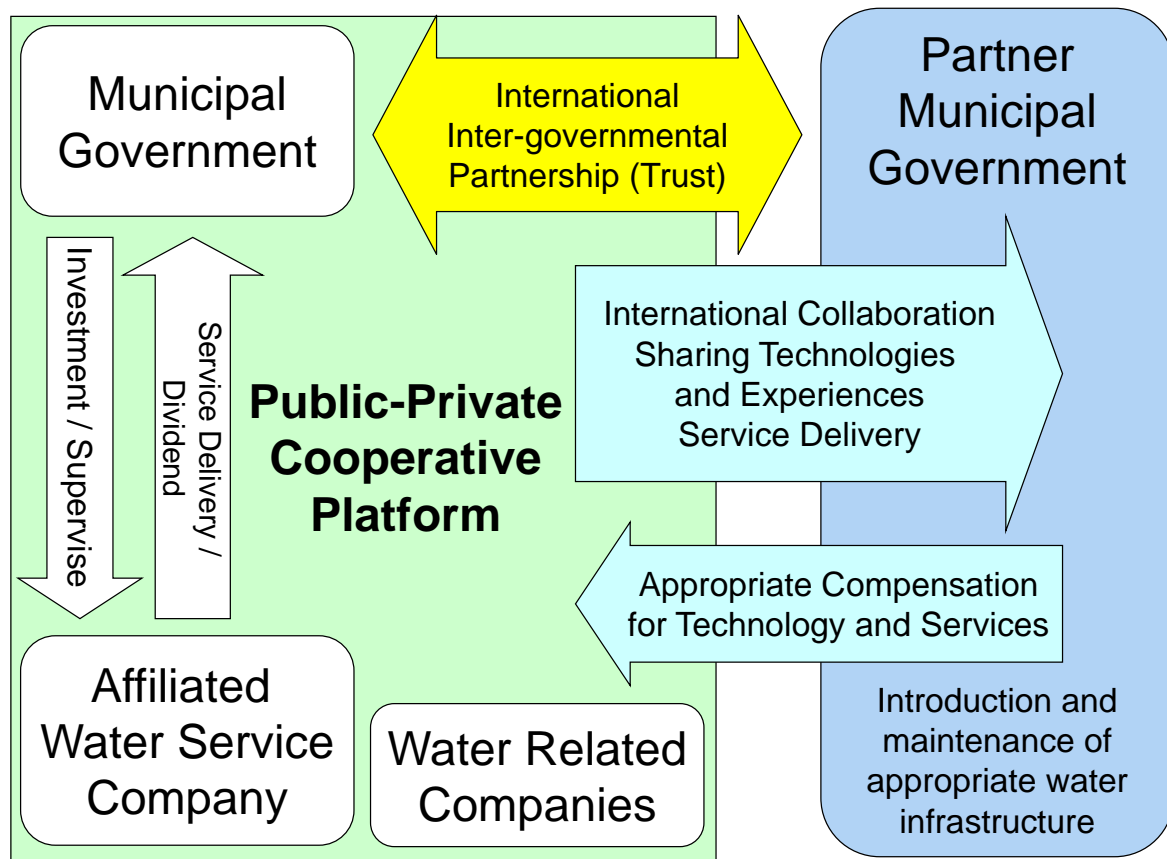 Municipal
Government
International
Inter-governmental
Partnership (Trust)
Partner
Municipal
Government
Investment / Supervise
Service Delivery /
Dividend
Public-Private
Cooperative
Platform
International Collaboration
Sharing Technologies
and Experiences
Service Delivery
Appropriate Compensation
for Technology and Services
Affiliated
Water Service
Company
Water Related
Companies
Introduction and
maintenance of
appropriate water
infrastructure